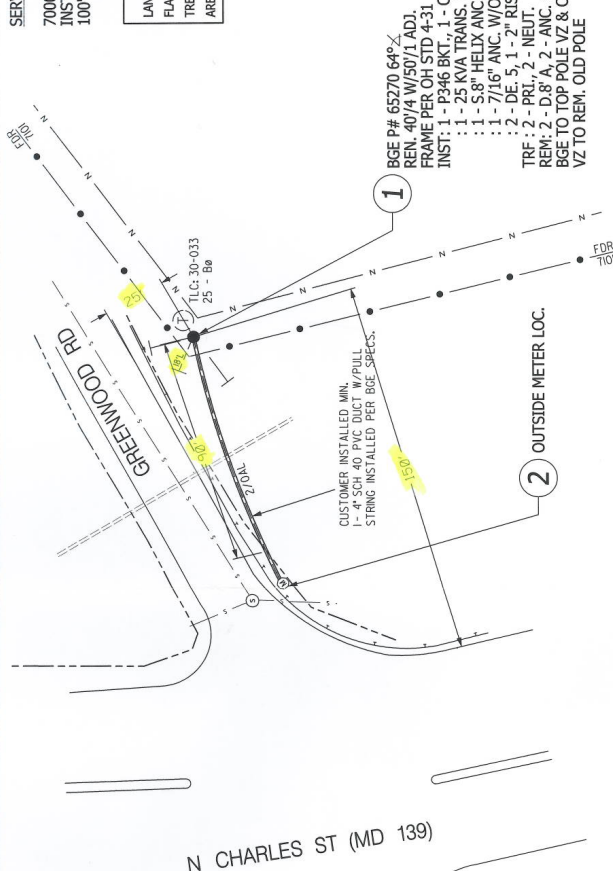 SER
7000
INS
100'
LAN
FLA
TRE
ARE
FDR
7101
N
N
N
N
N
N
N
N
N
TLC: 30-033
25 - BØ
T
25'
18'
90'
GREENWOOD RD
2/0AL
CUSTOMER INSTALLED MIN.
1- 4" SCH 40 PVC DUCT W/PULL
STRING INSTALLED PER BGE SPECS.
150'
1
BGE P# 65270 64°
REN. 40'/4 W/50'/1 ADJ.
FRAME PER OH STD 4-31
INST: 1 - P346 BKT., 1 - C
: 1 - 25 KVA TRANS.
: 1 - S.8" HELIX ANC
: 1 - 7/16" ANC. W/O
: 2 - DE. 5, 1 - 2" RIS
TRF : 2 - PRI., 2 - NEUT.
REM: 2 - D.8' A, 2 - ANC.
BGE TO TOP POLE VZ & C
VZ TO REM. OLD POLE
FDR
710
2
OUTSIDE METER LOC.
M
S
N CHARLES ST (MD 139)